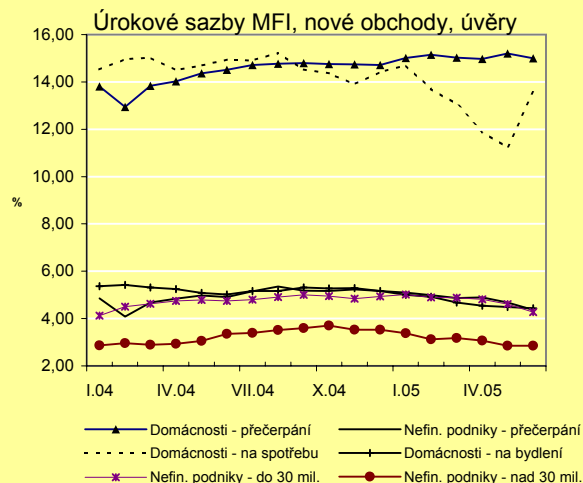 Úrokové sazby MFI, nové obchody, úvěry
16,00
14,00
12,00
10,00
8,00
6,00
4,00
2,00
%
I.04 IV.04 VII.04 X.04 I.05 IV.05
Domácnosti - přečerpání Nefin. podniky - přečerpání
Domácnosti - na spotřebu Domácnosti - na bydlení
Nefin. podniky - do 30 mil. Nefin. podniky - nad 30 mil.